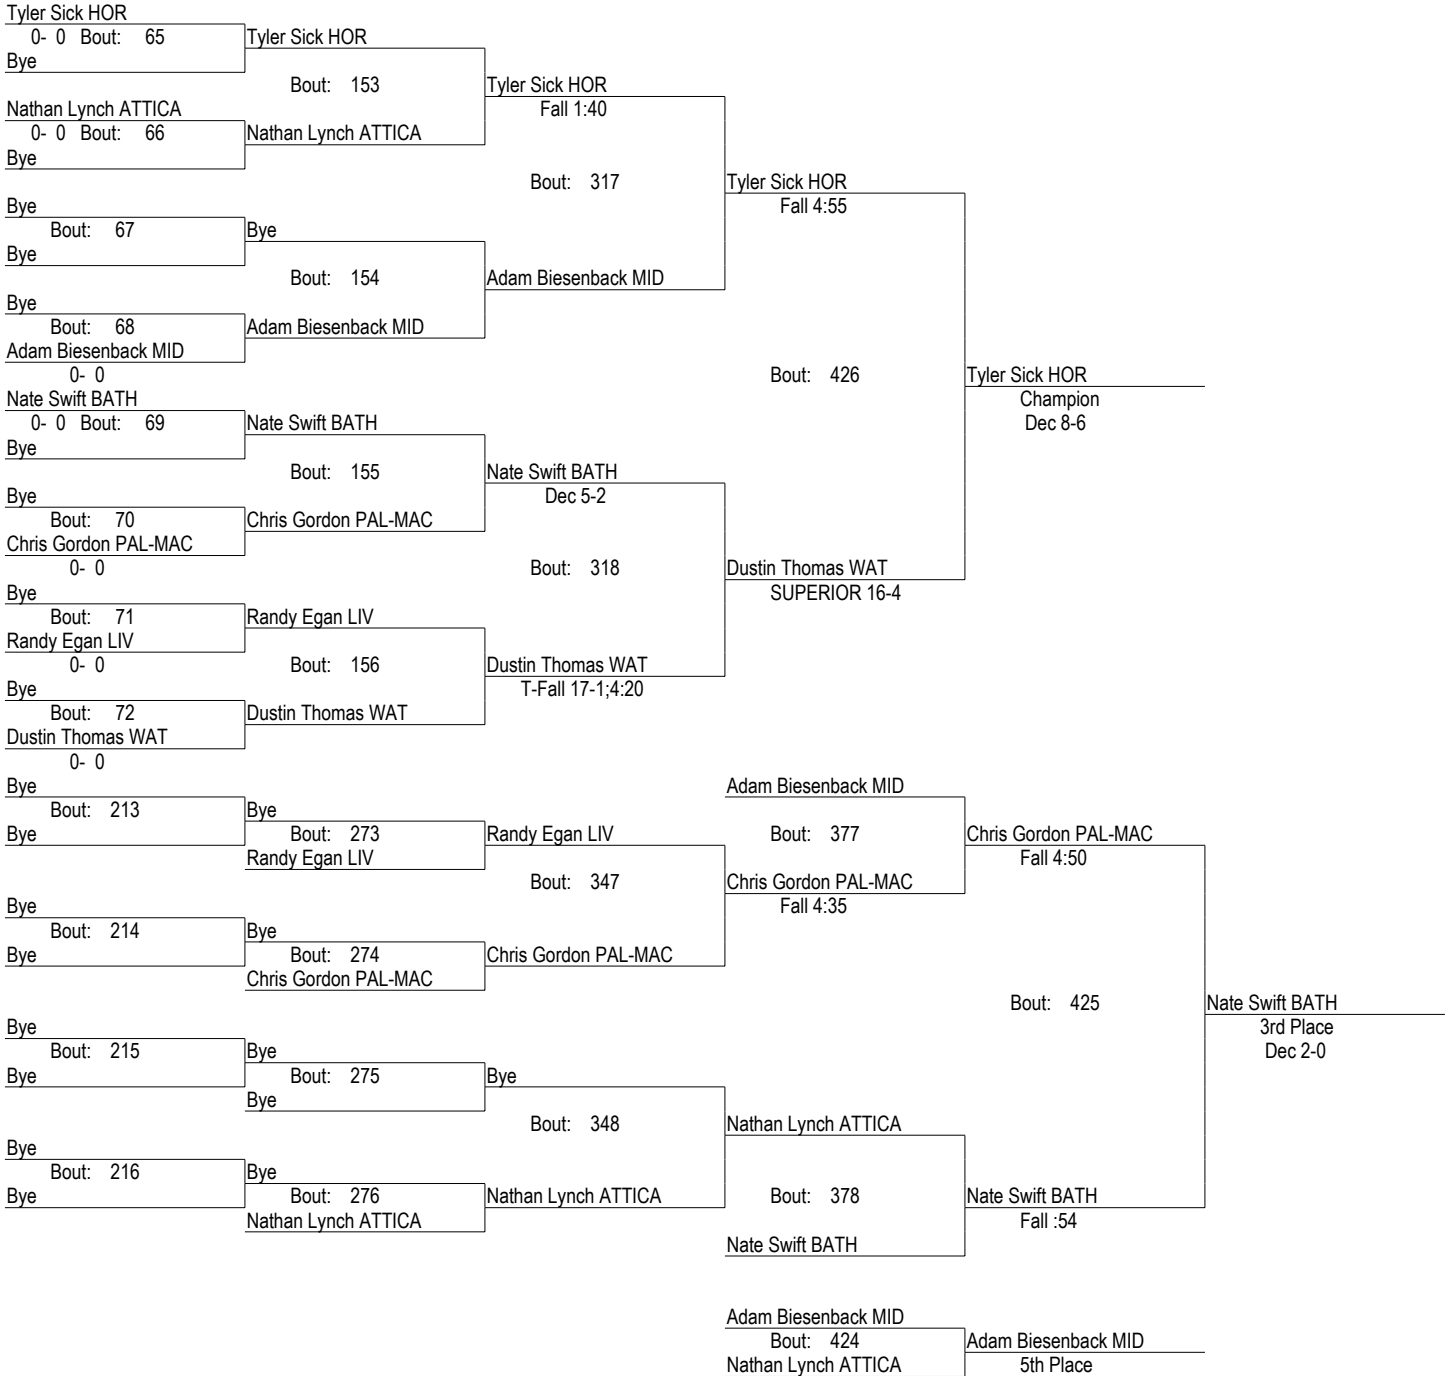 Tyler Sick HOR
0- 0 Bout: 65
Bye
Tyler Sick HOR
Bout: 153
Nathan Lynch ATTICA
0- 0 Bout: 66
Bye
Nathan Lynch ATTICA
Tyler Sick HOR
Fall 1:40
Bout: 317
Bye
Bout: 67
Bye
Bye
Bout: 154
Bye
Bout: 68
Adam Biesenback MID
0- 0
Adam Biesenback MID
Adam Biesenback MID
Tyler Sick HOR
Fall 4:55
Bout: 426
Nate Swift BATH
0- 0 Bout: 69
Bye
Nate Swift BATH
Bout: 155
Bye
Bout: 70
Chris Gordon PAL-MAC
0- 0
Chris Gordon PAL-MAC
Nate Swift BATH
Dec 5-2
Bout: 318
Bye
Bout: 71
Randy Egan LIV
0- 0
Randy Egan LIV
Bout: 156
Bye
Bout: 72
Dustin Thomas WAT
0- 0
Dustin Thomas WAT
Dustin Thomas WAT
T-Fall 17-1;4:20
Dustin Thomas WAT
SUPERIOR 16-4
Tyler Sick HOR
Champion
Dec 8-6
Bye
Bout: 213
Bye
Bye
Bout: 273
Randy Egan LIV
Randy Egan LIV
Bout: 347
Bye
Bout: 214
Bye
Bye
Bout: 274
Chris Gordon PAL-MAC
Chris Gordon PAL-MAC
Adam Biesenback MID
Bout: 377
Chris Gordon PAL-MAC
Fall 4:35
Chris Gordon PAL-MAC
Fall 4:50
Bout: 425
Bye
Bout: 215
Bye
Bye
Bout: 275
Bye
Bye
Bout: 348
Bye
Bout: 216
Bye
Bye
Bout: 276
Nathan Lynch ATTICA
Nathan Lynch ATTICA
Nathan Lynch ATTICA
Bout: 378
Nate Swift BATH
Nate Swift BATH
Fall :54
Nate Swift BATH
3rd Place
Dec 2-0
Adam Biesenback MID
Bout: 424
Nathan Lynch ATTICA
Adam Biesenback MID
5th Place